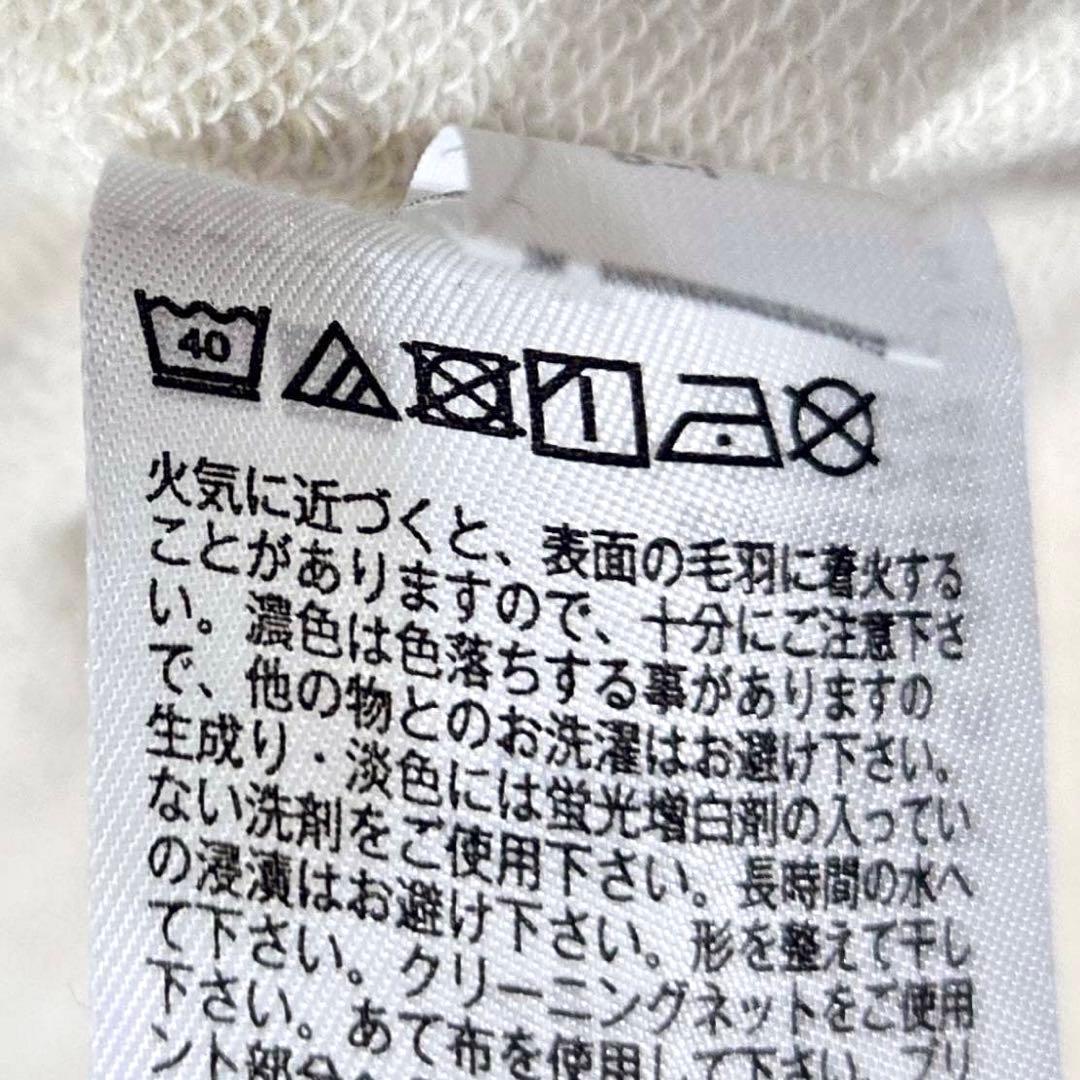 40
火気に近づくと、表面の毛羽に着火する
ことがありますので、十分にご注意下さ
い。濃色は色落ちする事がありますの
で、他の物とのお洗濯はお避け下さい。
生成り・淡色には蛍光増白剤の入ってい
ない洗剤をご使用下さい。長時間の水へ
の浸漬はお避け下さい。形を整えて干し
て下さい。クリーニングネットをご使用
下さい。あて布を使用して下さい。プリ
ント部分